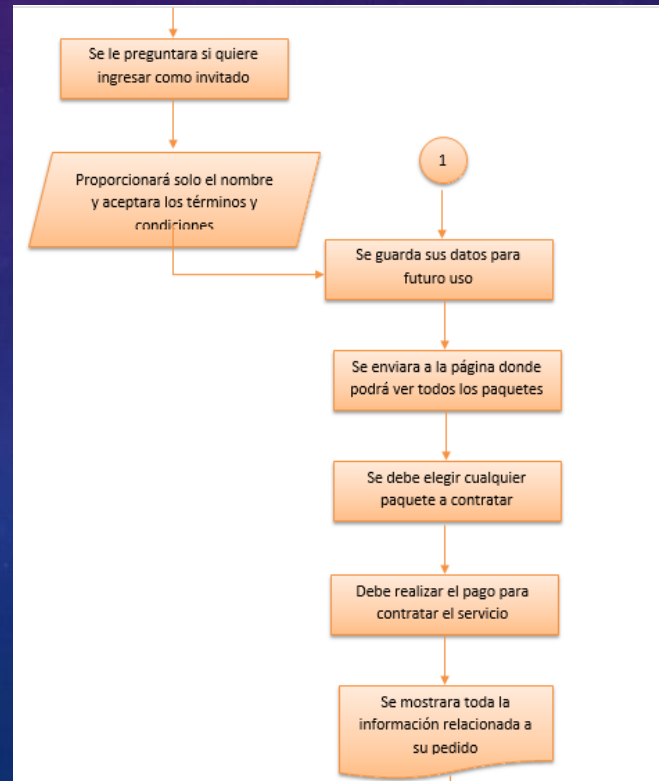 Se le preguntara si quiere
ingresar como invitado
Proporcionará solo el nombre
y aceptara los términos y
condiciones.
1
Se guarda sus datos para
futuro uso
Se enviara a la página donde
podrá ver todos los paquetes
Se debe elegir cualquier
paquete a contratar
Debe realizar el pago para
contratar el servicio
Se mostrara toda la
información relacionada a
su pedido